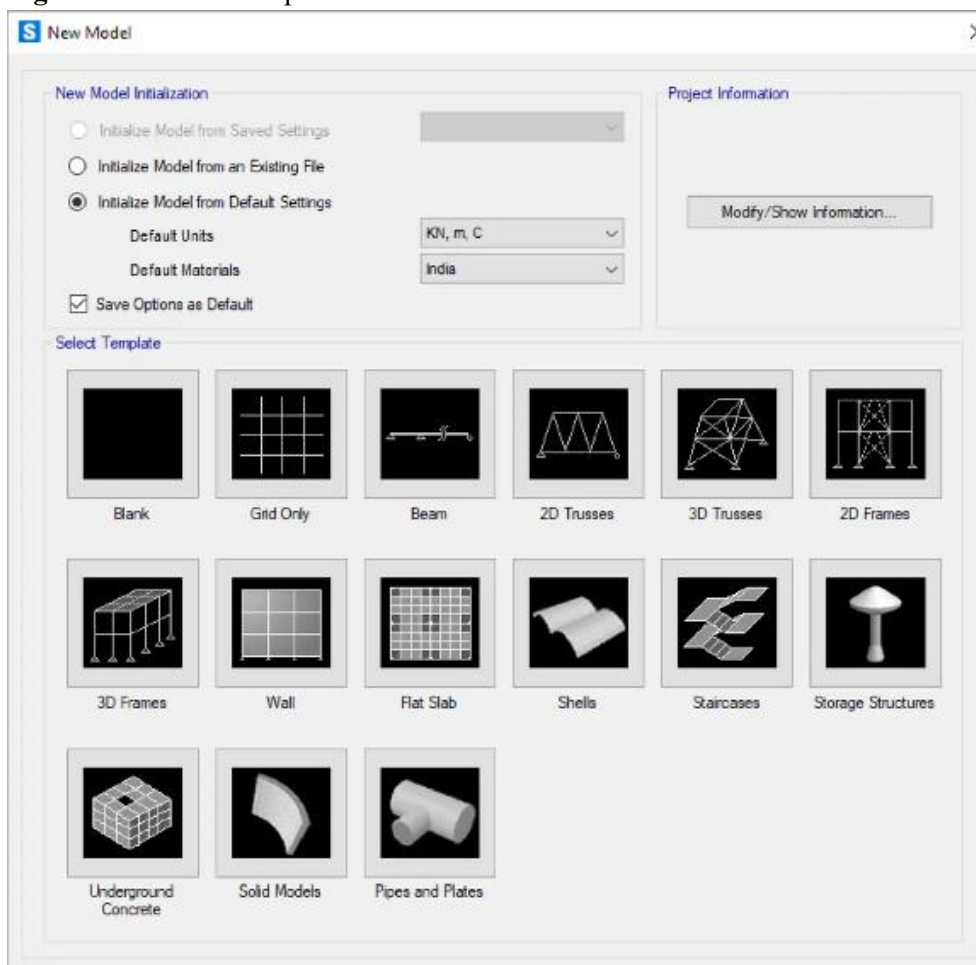 S New Model
New Model Initialization
Initialize Model from Saved Settings
Initialize Model from an Existing File
Initialize Model from Default Settings
Default Units
KN, m, C
Default Materials
India
Save Options as Default
Project Information
Modify/Show Information...
Select Template
Blank
Grid Only
Beam
2D Trusses
3D Trusses
2D Frames
3D Frames
Wall
Flat Slab
Shells
Staircases
Storage Structures
Underground
Concrete
Solid Models
Pipes and Plates